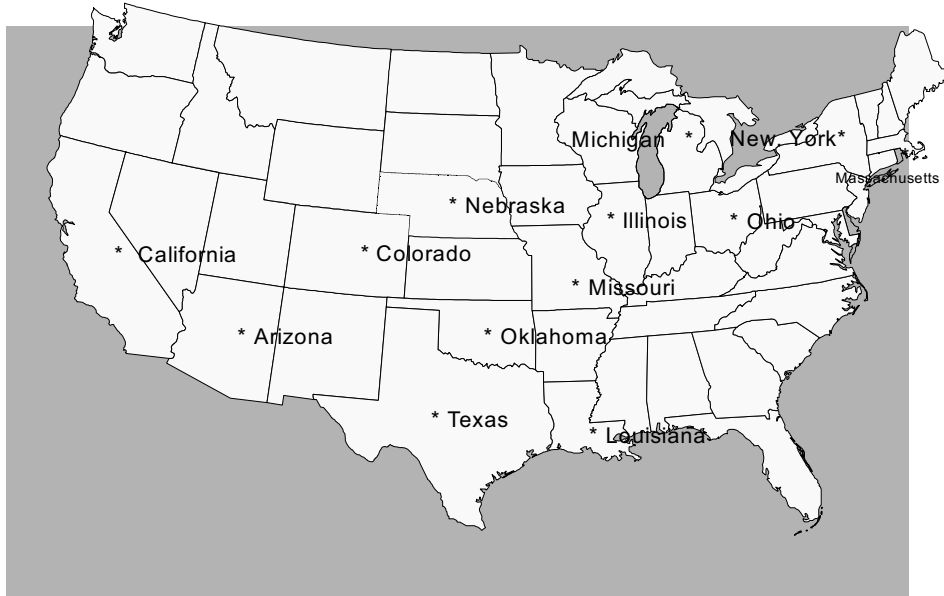 Michigan *
New York *
* Massachusetts
* Nebraska
* Illinois
* Ohio
* California
* Colorado
* Missouri
* Arizona
* Oklahoma
* Texas
* Louisiana